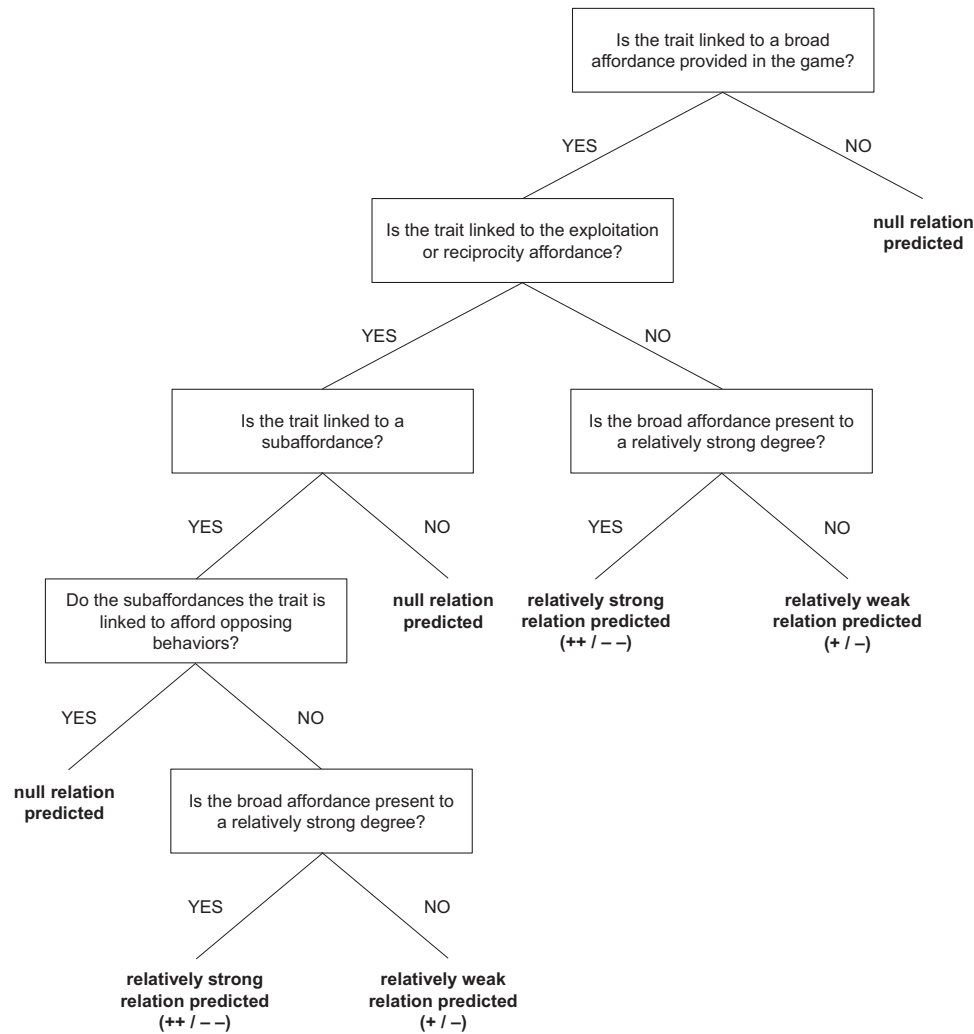 Is the trait linked to a broad
affordance provided in the game?
YES
NO
Is the trait linked to the exploitation
or reciprocity affordance?
null relation
predicted
YES
NO
Is the trait linked to a
subaffordance?
Is the broad affordance present to
a relatively strong degree?
YES
NO
YES
NO
Do the subaffordances the trait is
linked to afford opposing
behaviors?
null relation
predicted
relatively strong
relation predicted
(++ / – –)
relatively weak
relation predicted
(+ / –)
YES
NO
null relation
predicted
Is the broad affordance present to
a relatively strong degree?
YES
NO
relatively strong
relation predicted
(++ / – –)
relatively weak
relation predicted
(+ / –)